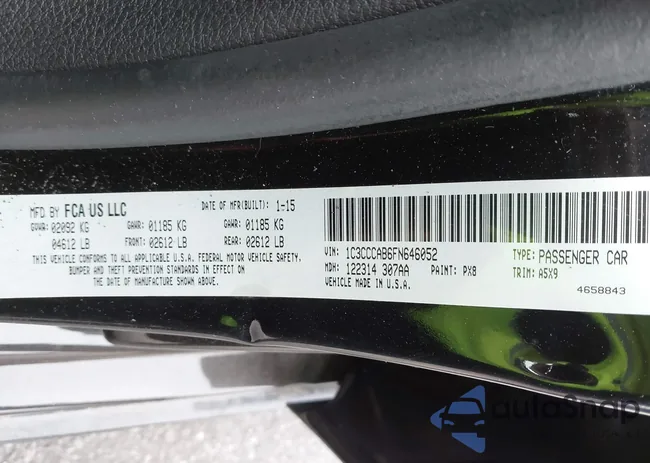 MFD BY FCA US LLC DATE OF MFR(BUILT): 1-15
GVWR: 02092 KG GAWR: 01185 KG GAWR: 01185 KG
04612 LB FRONT: 02612 LB REAR: 02612 LB
THIS VEHICLE CONFORMS TO ALL APPLICABLE U.S.A. FEDERAL MOTOR VEHICLE SAFETY.
BUMPER AND THEFT PREVENTION STANDARDS IN EFFECT ON
THE DATE OF MANUFACTURE SHOWN ABOVE.
VIN: 1C3CCCAB6FN646052 TYPE: PASSENGER CAR
MDH: 122314 307AA PAINT: PX8 TRIM: A5X9
VEHICLE MADE IN U.S.A. 4658843
autoSnap